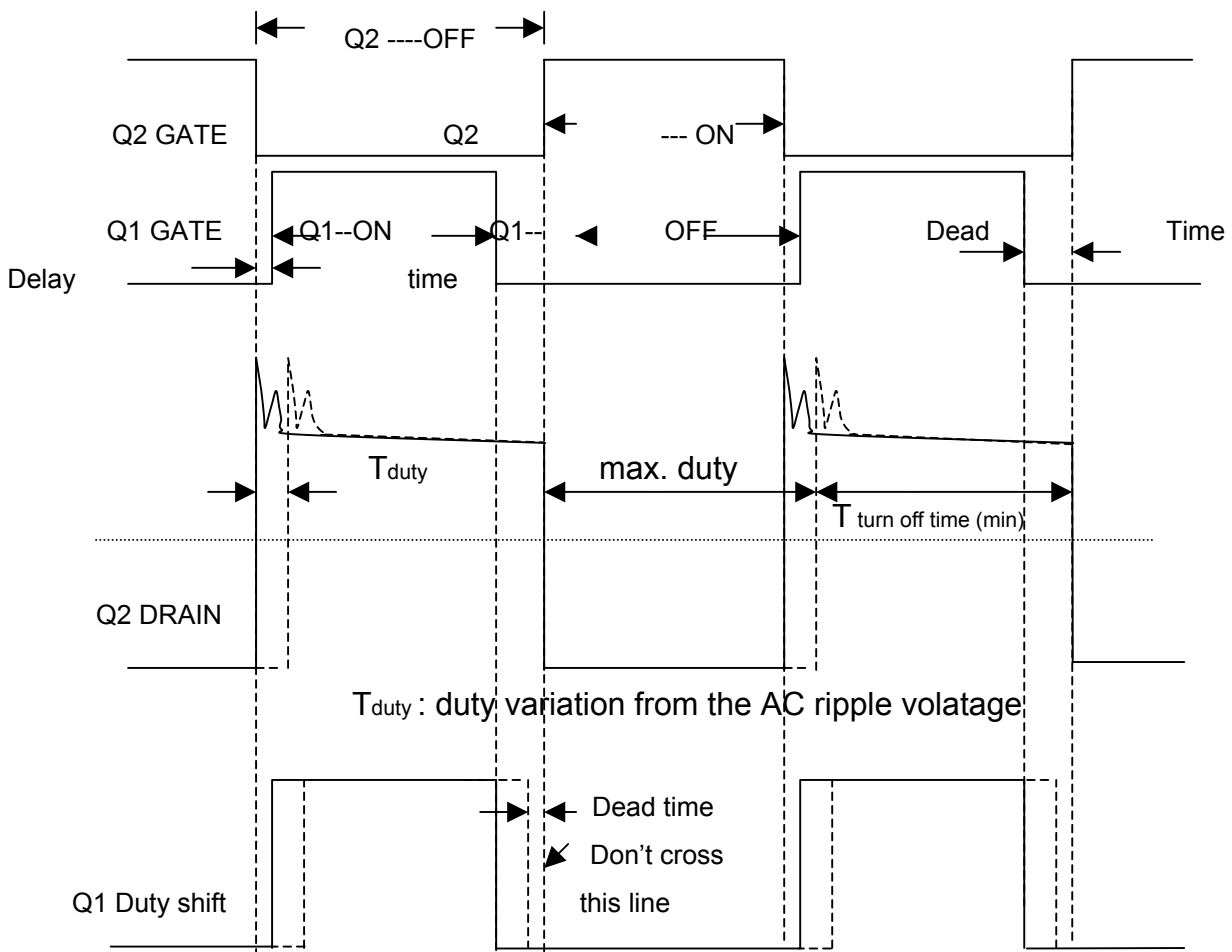 Q2 ----OFF
Q2 GATE Q2 --- ON
Q1 GATE Q1--ON Q1-- OFF Dead Time
Delay time
Tduty max. duty
T turn off time (min)
Q2 DRAIN
Tduty : duty variation from the AC ripple volatage
Dead time
Don't cross
Q1 Duty shift this line